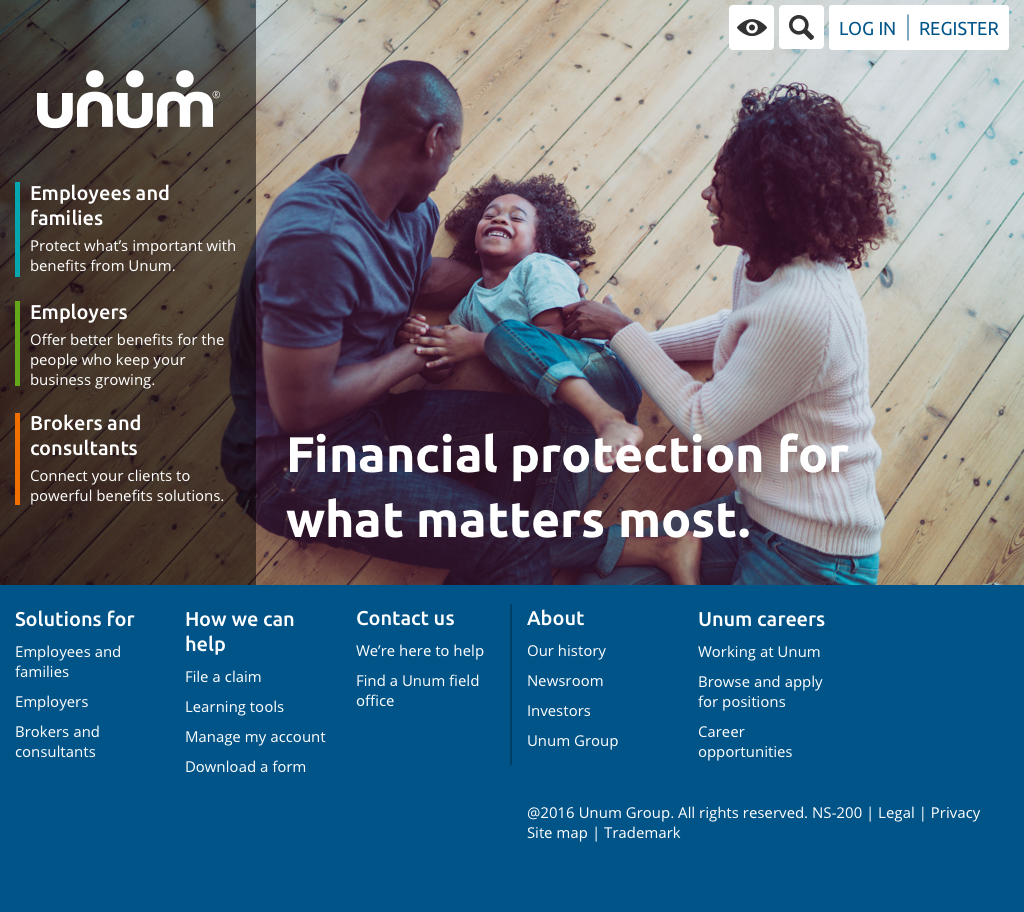 LOG IN | REGISTER
unum®
Employees and
families
Protect what’s important with
benefits from Unum.
Employers
Offer better benefits for the
people who keep your
business growing.
Brokers and
consultants
Connect your clients to
powerful benefits solutions.
Financial protection for
what matters most.
Solutions for
Employees and
families
Employers
Brokers and
consultants
How we can
help
File a claim
Learning tools
Manage my account
Download a form
Contact us
We’re here to help
Find a Unum field
office
About
Our history
Newsroom
Investors
Unum Group
Unum careers
Working at Unum
Browse and apply
for positions
Career
opportunities
@2016 Unum Group. All rights reserved. NS-200 | Legal | Privacy
Site map | Trademark